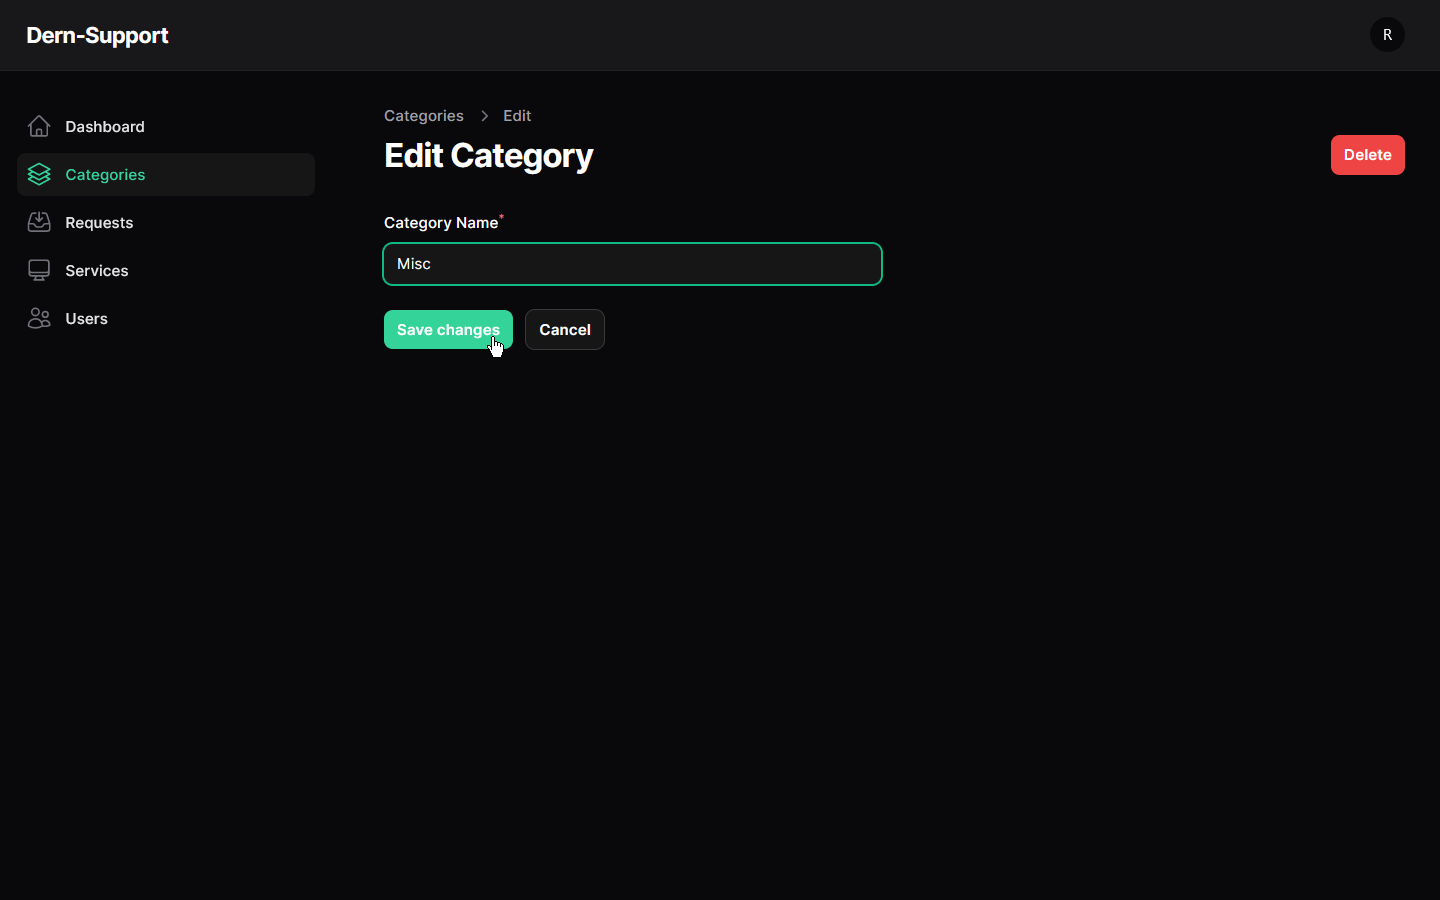 Dern-Support
R
Dashboard
Categories
Requests
Services
Users
Categories > Edit
Edit Category
Delete
Category Name*
Misc
Save changes
Cancel